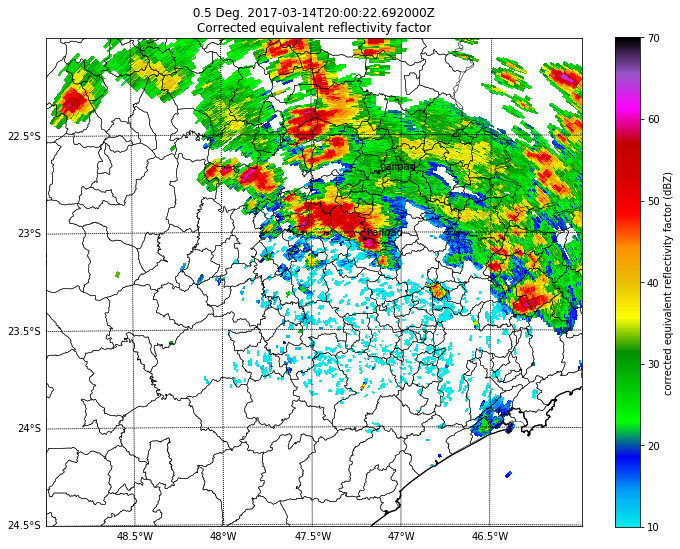 0.5 Deg. 2017-03-14T20:00:22.692000Z
Corrected equivalent reflectivity factor
70
60
50
40
30
20
10
corrected equivalent reflectivity factor (dBZ)
22.5°S
23°S
23.5°S
24°S
24.5°S
48.5°W
48°W
47.5°W
47°W
46.5°W
Hailpad
Hailpad